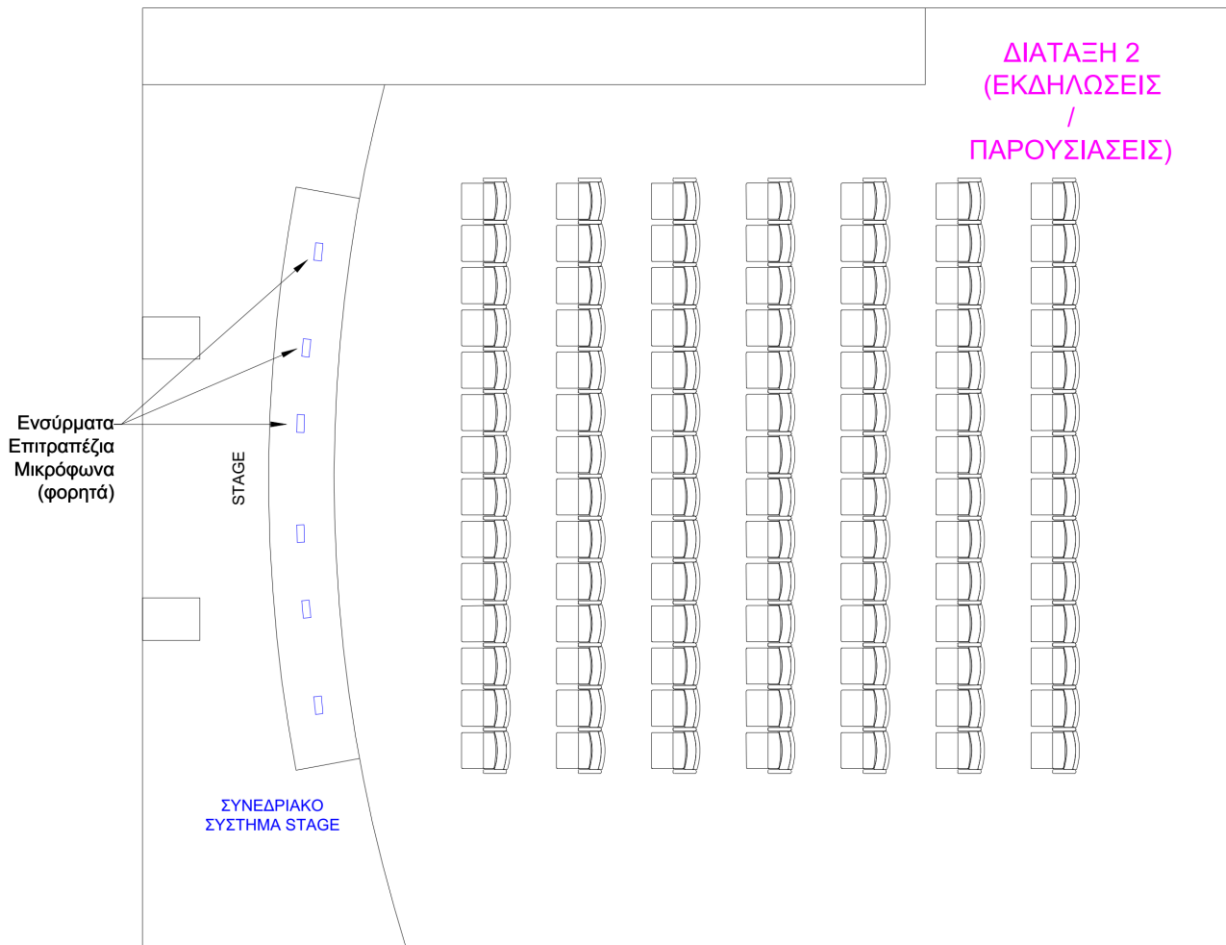 ΔΙΑΤΑΞΗ 2
(ΕΚΔΗΛΩΣΕΙΣ
/
ΠΑΡΟΥΣΙΑΣΕΙΣ)
Ενσύρματα
Επιτραπέζια
Μικρόφωνα
(φορητά)
STAGE
ΣΥΝΕΔΡΙΑΚΟ
ΣΥΣΤΗΜΑ STAGE